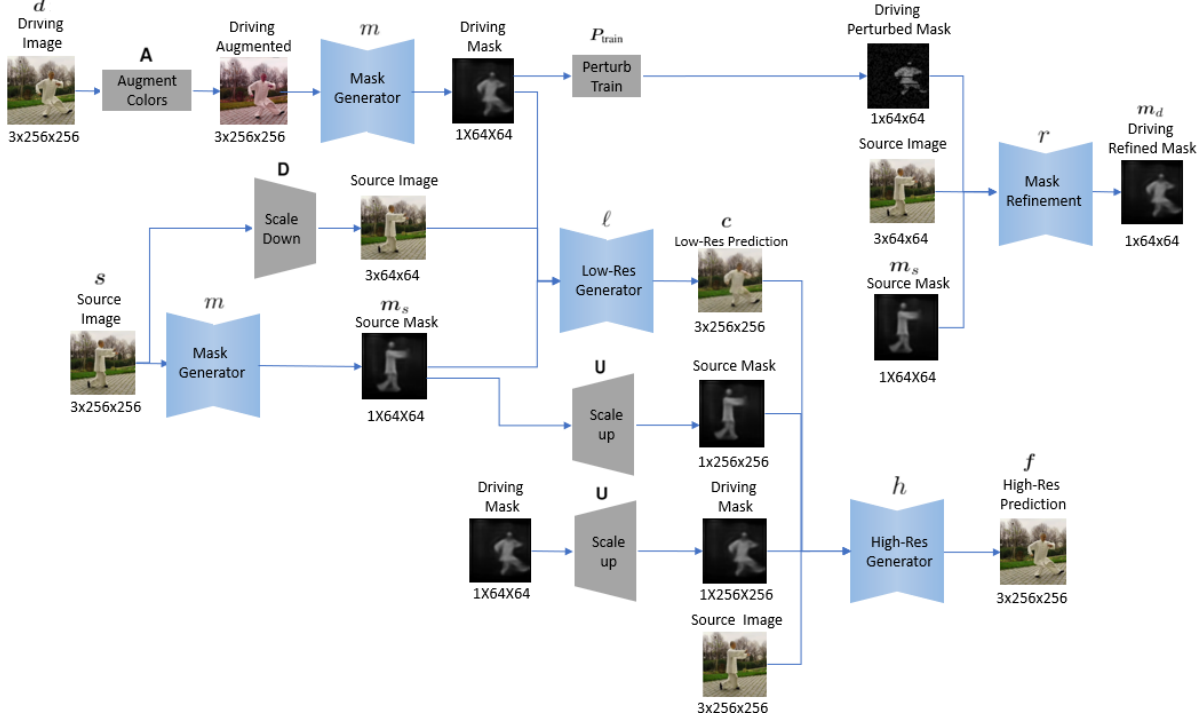 d
Driving
Image
3x256x256
A
Augment
Colors
Driving
Augmented
3x256x256
m
Mask
Generator
Driving
Mask
1X64X64
P_train
Perturb
Train
Driving
Perturbed Mask
1x64x64
Source Image
3x64x64
m_s
Source Mask
1X64X64
r
Mask
Refinement
m_d
Driving
Refined Mask
1x64x64
D
Scale
Down
Source Image
3x64x64
s
Source
Image
3x256x256
m
Mask
Generator
m_s
Source Mask
1X64X64
ℓ
Low-Res
Generator
c
Low-Res Prediction
3x256x256
U
Scale
up
Source Mask
1x256x256
Driving
Mask
1X64X64
U
Scale
up
Driving
Mask
1X256X256
Source Image
3x256x256
h
High-Res
Generator
f
High-Res
Prediction
3x256x256